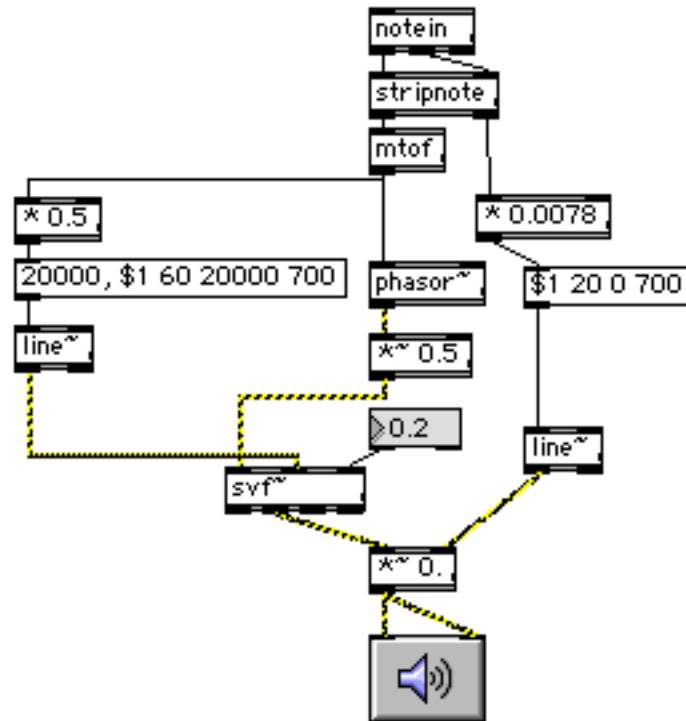 notein
stripnote
mtof
* 0.5
* 0.0078
20000, $1 60 20000 700
phasor~
$1 20 0 700
line~
*~ 0.5
0.2
line~
svf~
*~ 0.